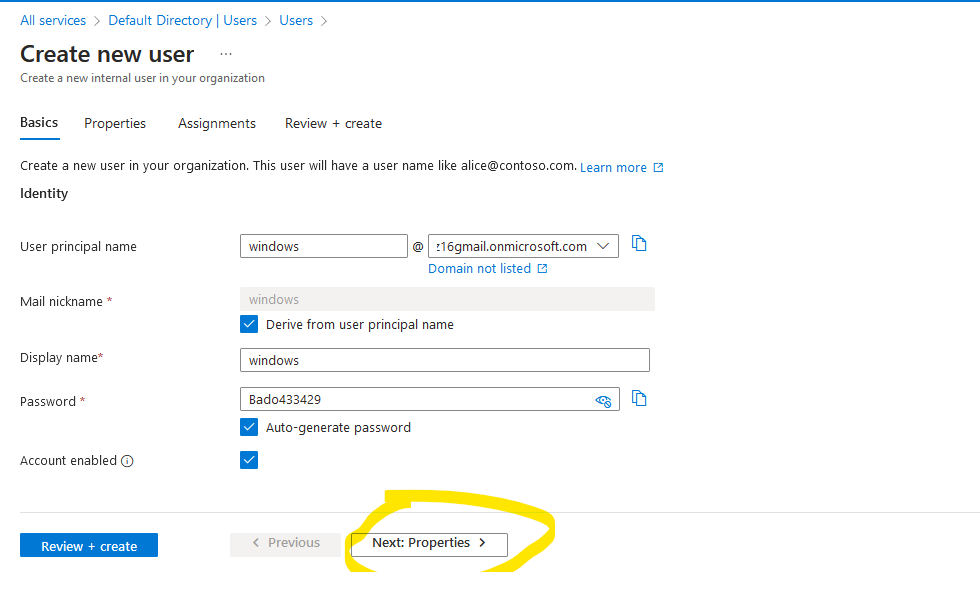 All services > Default Directory | Users > Users >
Create new user ...
Create a new internal user in your organization
Basics Properties Assignments Review + create
Create a new user in your organization. This user will have a user name like alice@contoso.com. Learn more
Identity
User principal name windows @ z16gmail.onmicrosoft.com
Domain not listed
Mail nickname * windows
Derive from user principal name
Display name* windows
Password * Bado433429
Auto-generate password
Account enabled
Review + create < Previous Next: Properties >